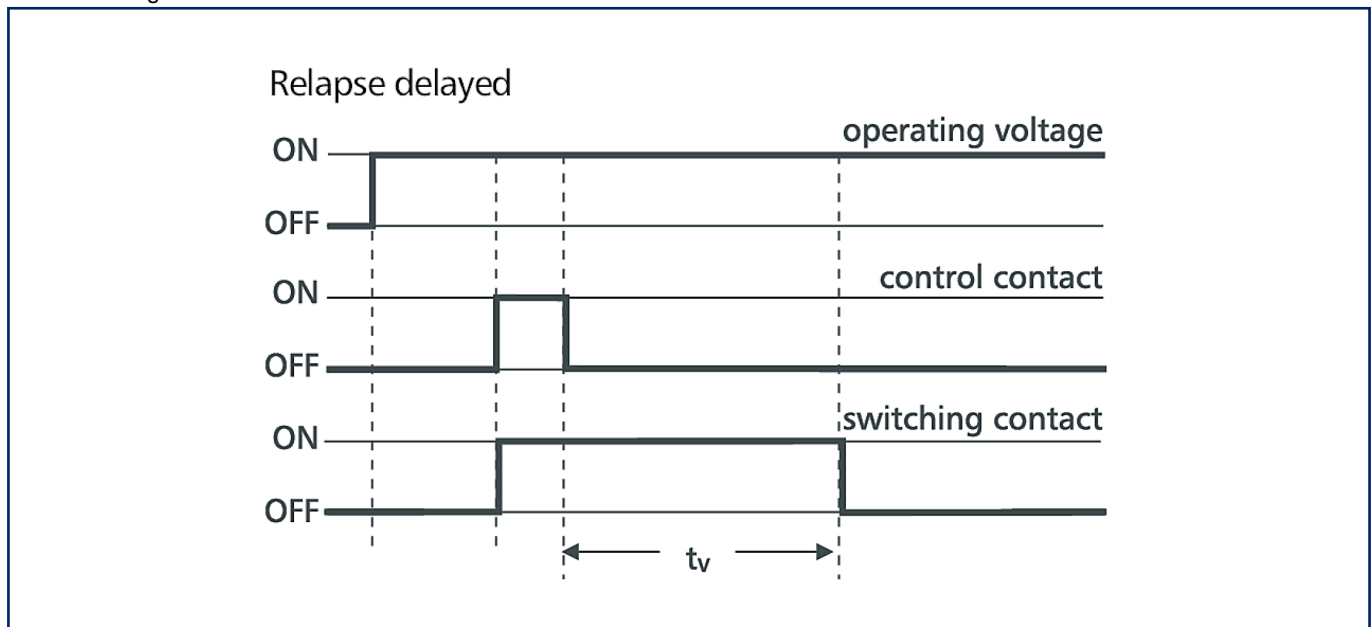 Relapse delayed
operating voltage
ON
OFF
control contact
ON
OFF
switching contact
ON
OFF
tv